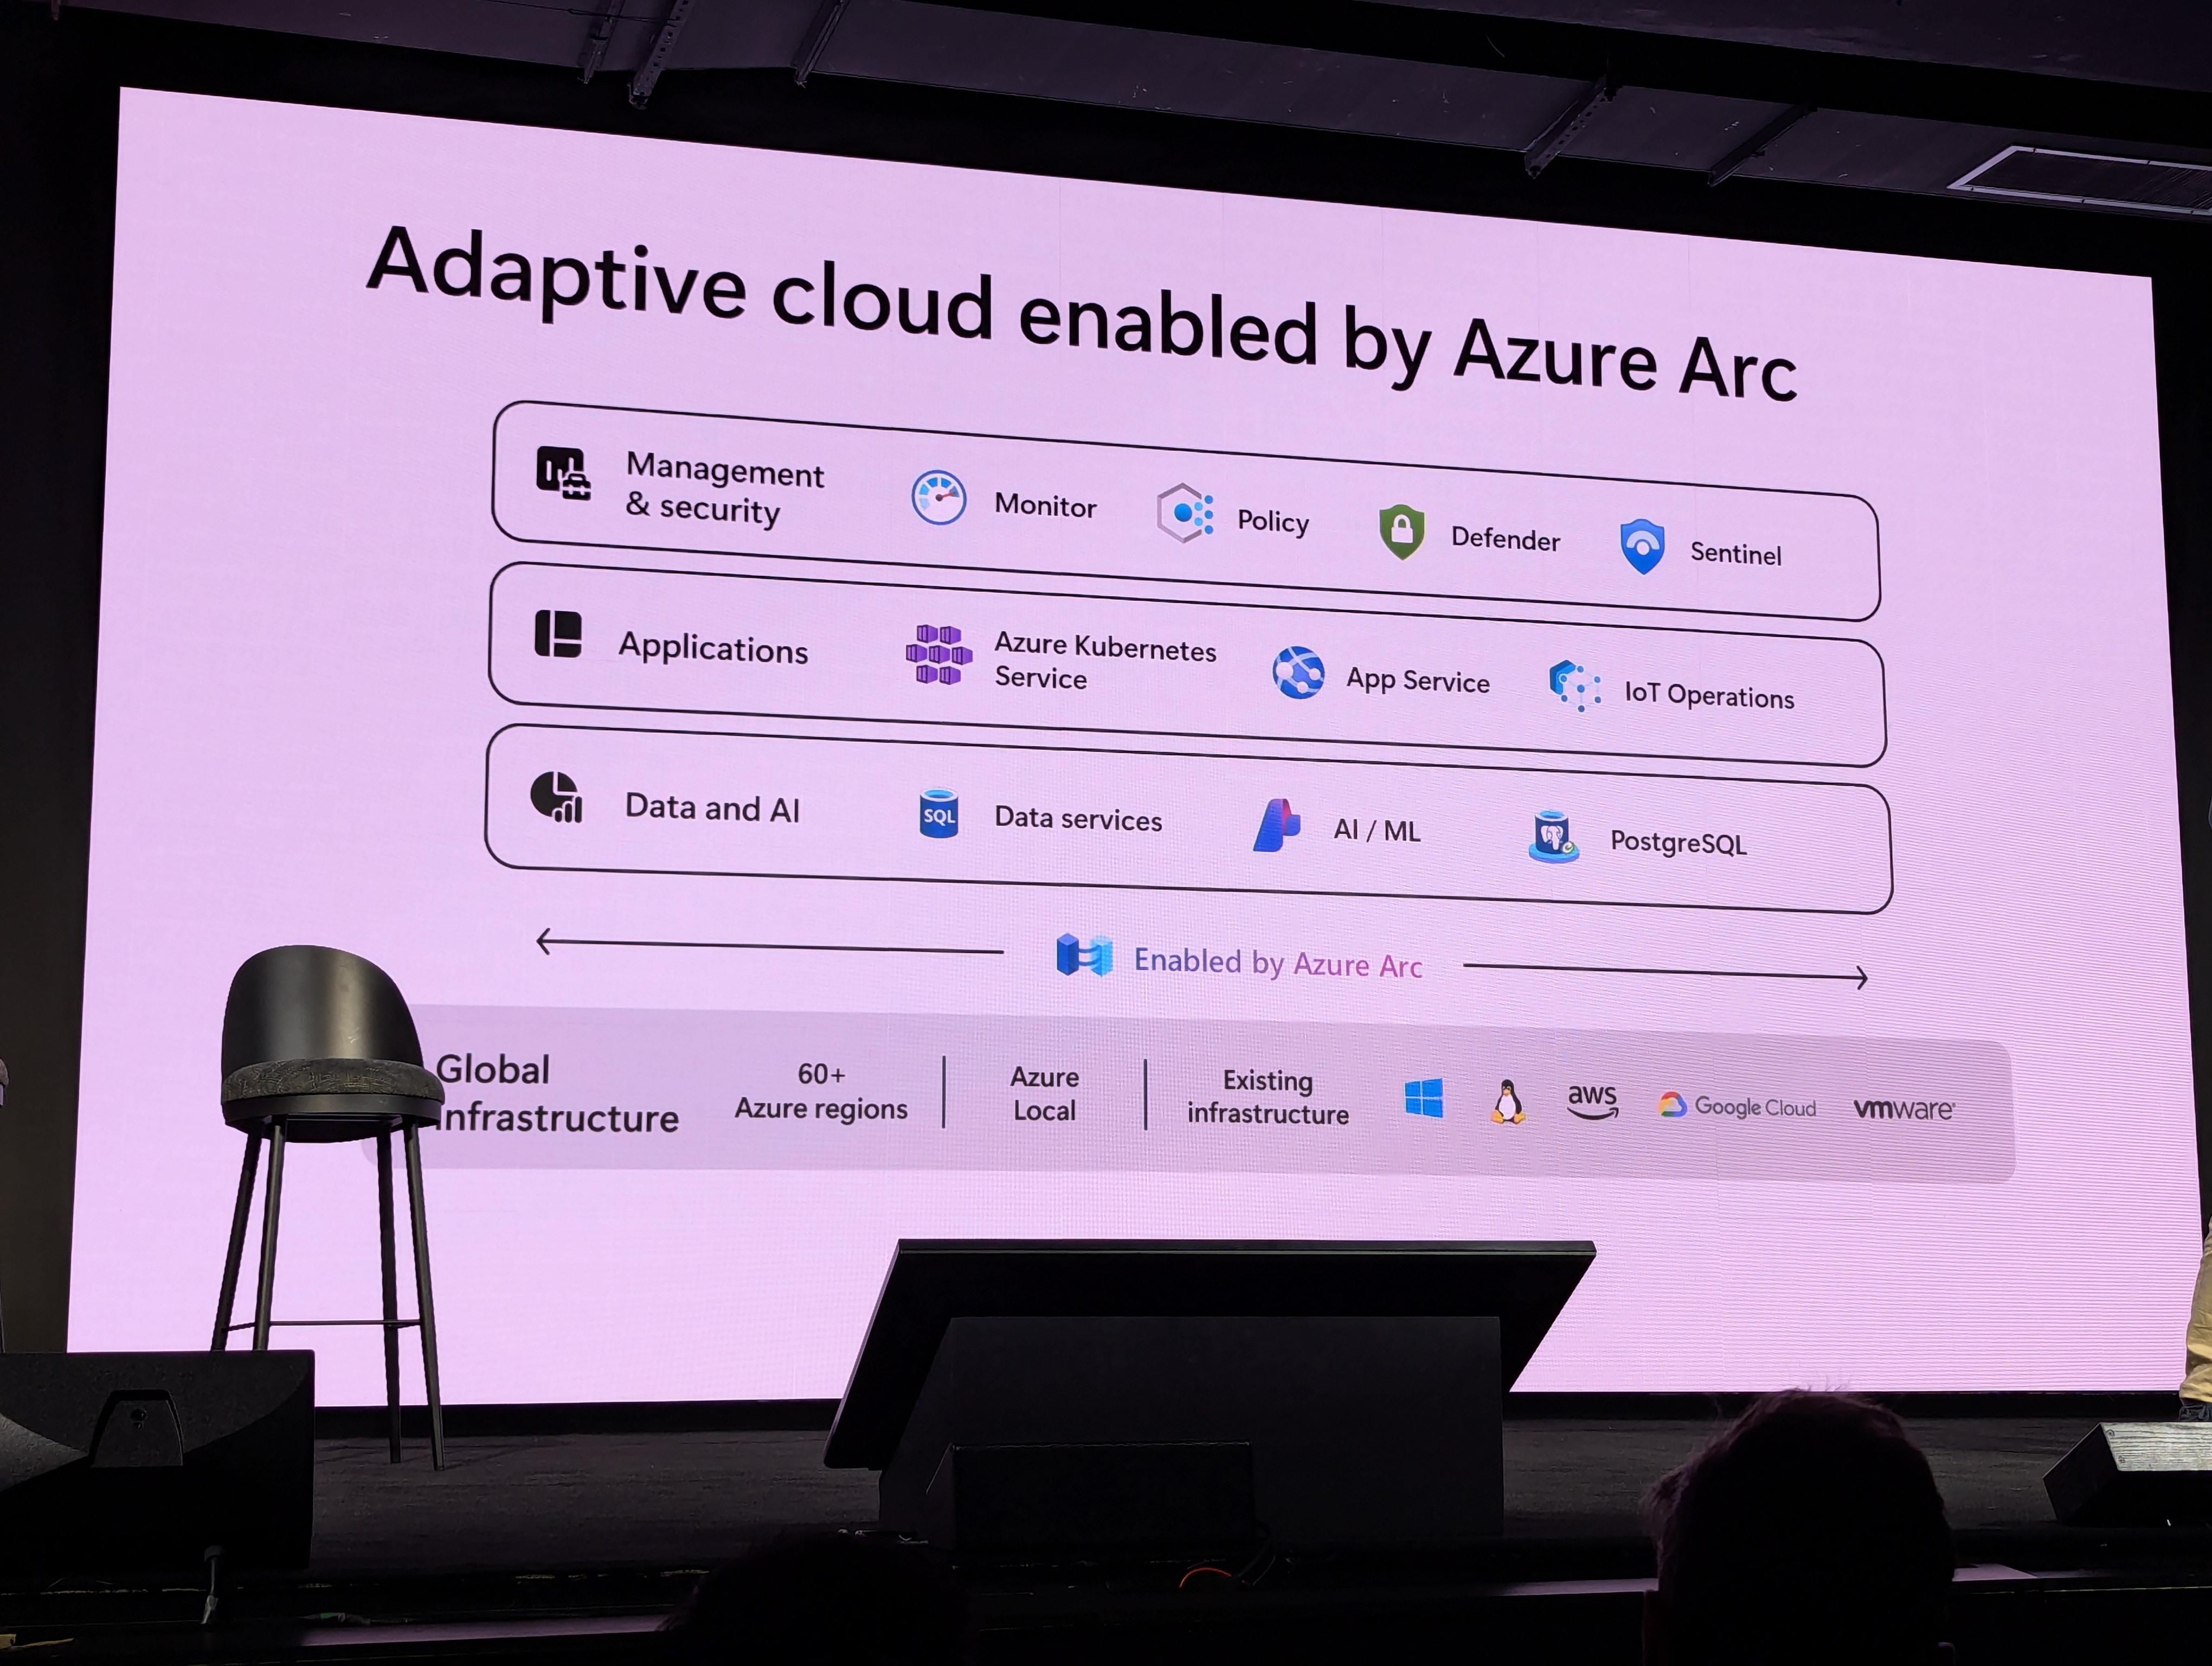 Adaptive cloud enabled by Azure Arc
Management
& security
Monitor
Policy
Defender
Sentinel
Applications
Azure Kubernetes
Service
App Service
IoT Operations
Data and AI
SQL
Data services
AI / ML
PostgreSQL
Enabled by Azure Arc
Global
Infrastructure
60+
Azure regions
Azure
Local
Existing
infrastructure
aws
Google Cloud
vmware